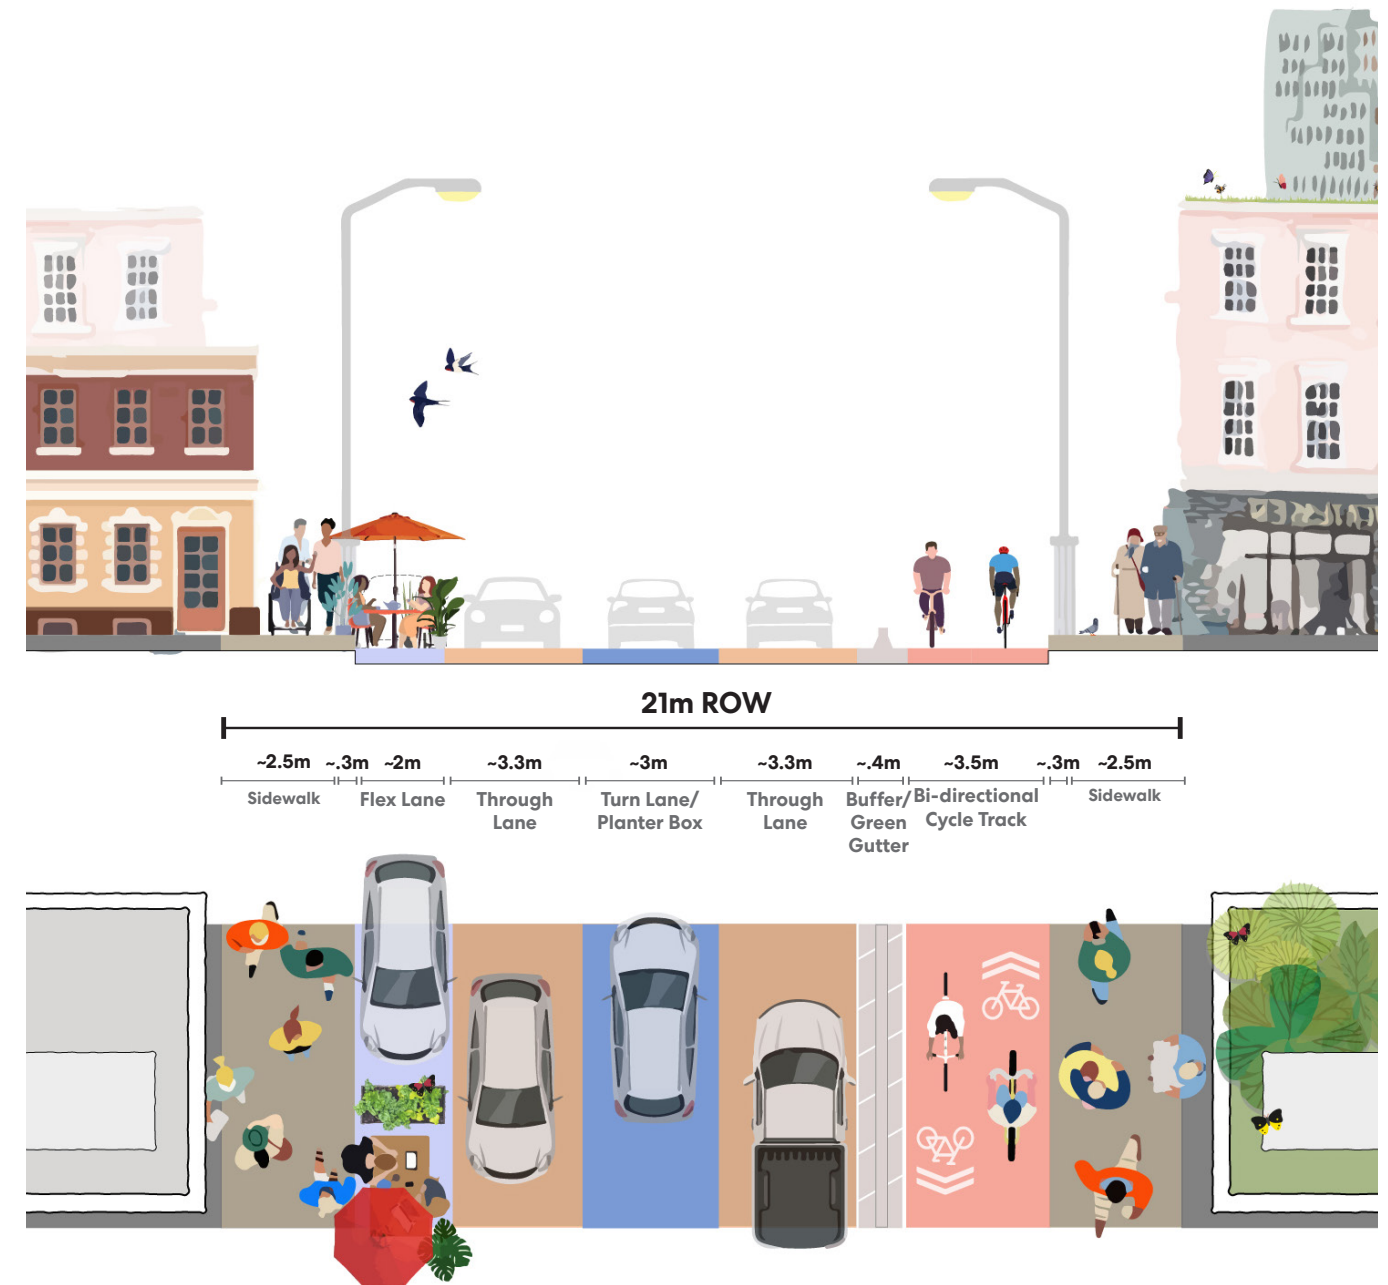 21m ROW
~2.5m ~.3m ~2m ~3.3m ~3m ~3.3m ~.4m ~3.5m ~.3m ~2.5m
Sidewalk
Flex Lane
Through
Lane
Turn Lane/
Planter Box
Through
Lane
Buffer/
Green
Gutter
Bi-directional
Cycle Track
Sidewalk